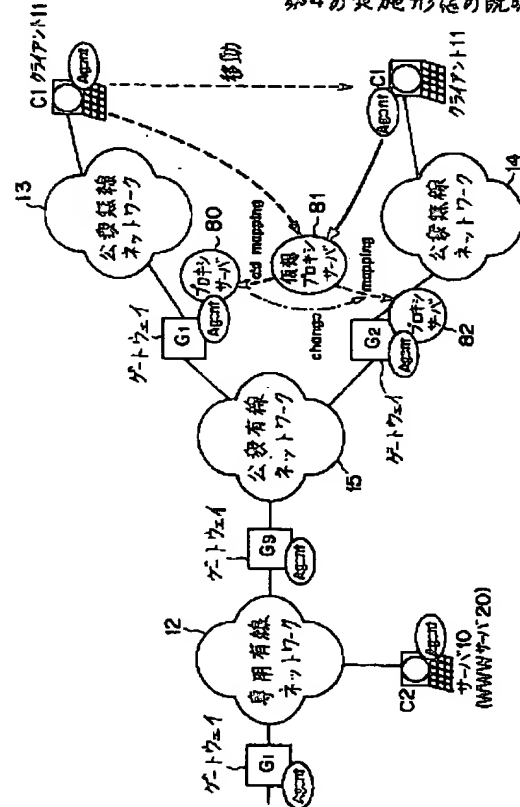 第4の実施形態の説明
C1 クライアント11
Agent
移動
C1
クライアント11
Agent
13
公衆無線
ネットワーク
14
公衆無線
ネットワーク
80
プロキシ
サーバ
old mapping
81
仮想
プロキシ
サーバ
change mapping
ゲートウェイ
G1
Agent
G2
Agent
ゲートウェイ
プロキシ
サーバ
82
公衆有線
ネットワーク
15
ゲートウェイ
G9
Agent
12
専用有線
ネットワーク
ゲートウェイ
G1
Agent
C2
Agent
サーバ10
(WWWサーバ20)